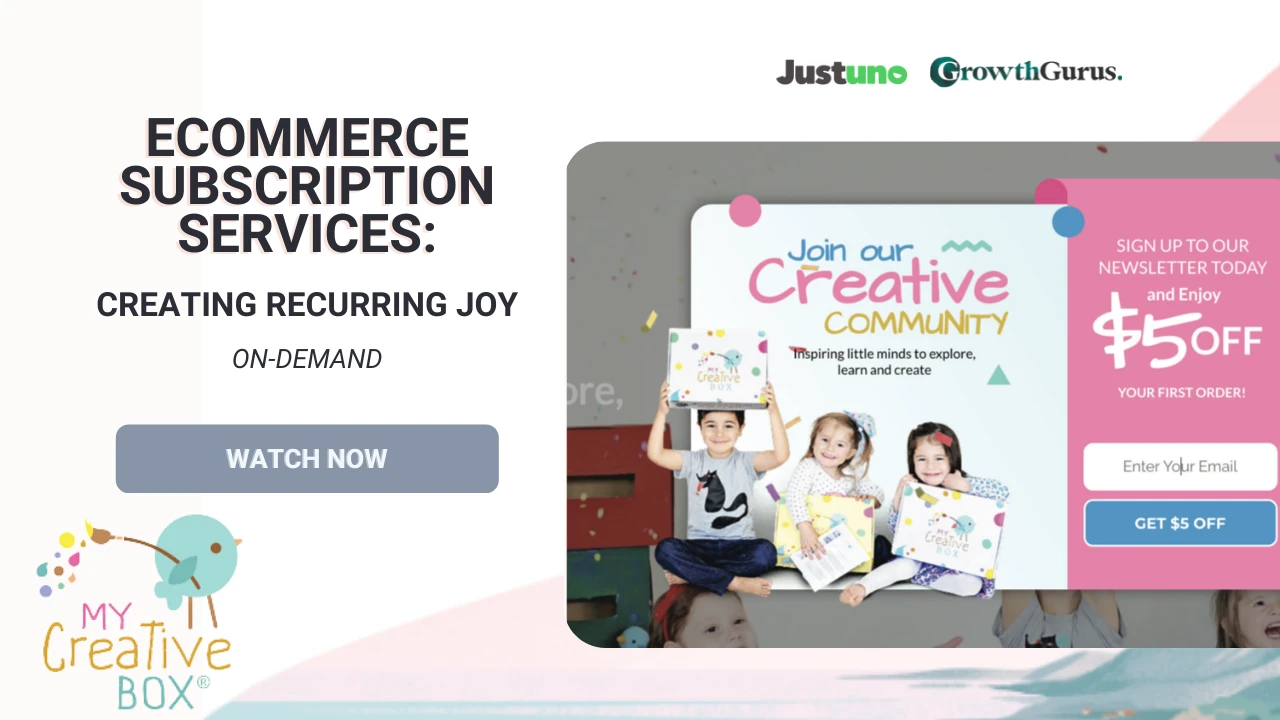 Justuno
GrowthGurus.
ECOMMERCE
SUBSCRIPTION
SERVICES:
CREATING RECURRING JOY
ON-DEMAND
WATCH NOW
MY
Creative
BOX®
Join our
Creative
COMMUNITY
Inspiring little minds to explore,
learn and create
ore,
MY
Creative
BOX
MY
Creative
BOX
SIGN UP TO OUR
NEWSLETTER TODAY
and Enjoy
$5 OFF
YOUR FIRST ORDER!
Enter Your Email
GET $5 OFF